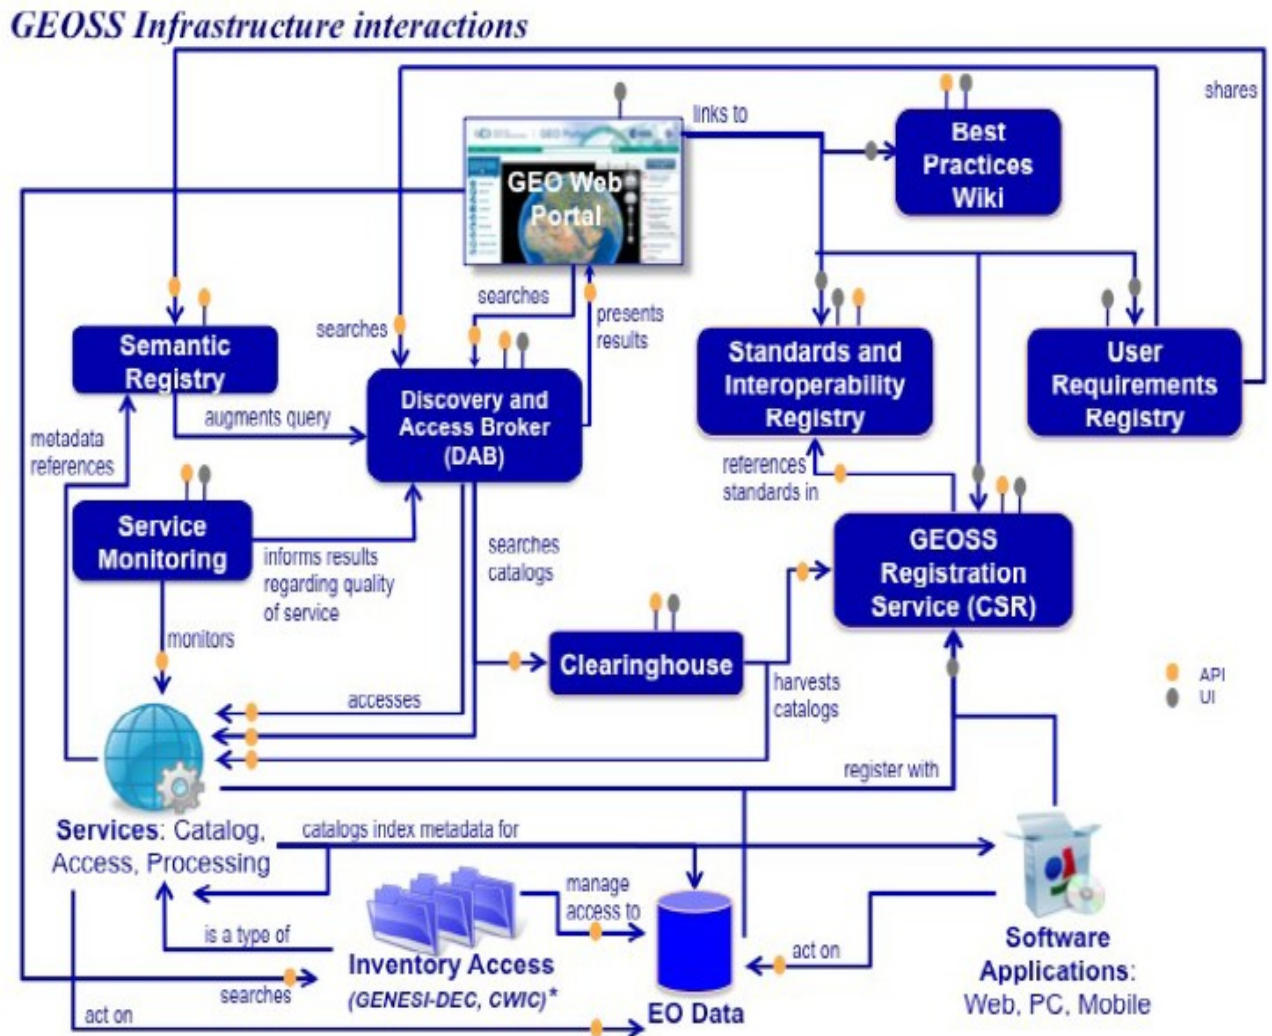 GEOSS Infrastructure interactions
shares
links to
Best
Practices
Wiki
GEO Web
Portal
searches
presents
results
searches
Semantic
Registry
augments query
Discovery and
Access Broker
(DAB)
Standards and
Interoperability
Registry
User
Requirements
Registry
metadata
references
references
standards in
Service
Monitoring
informs results
regarding quality
of service
searches
catalogs
GEOSS
Registration
Service (CSR)
monitors
Clearinghouse
harvests
catalogs
API
UI
accesses
register with
Services: Catalog,
Access, Processing
catalogs index metadata for
manage
access to
is a type of
Inventory Access
(GENESI-DEC, CWIC)*
searches
act on
EO Data
act on
Software
Applications:
Web, PC, Mobile